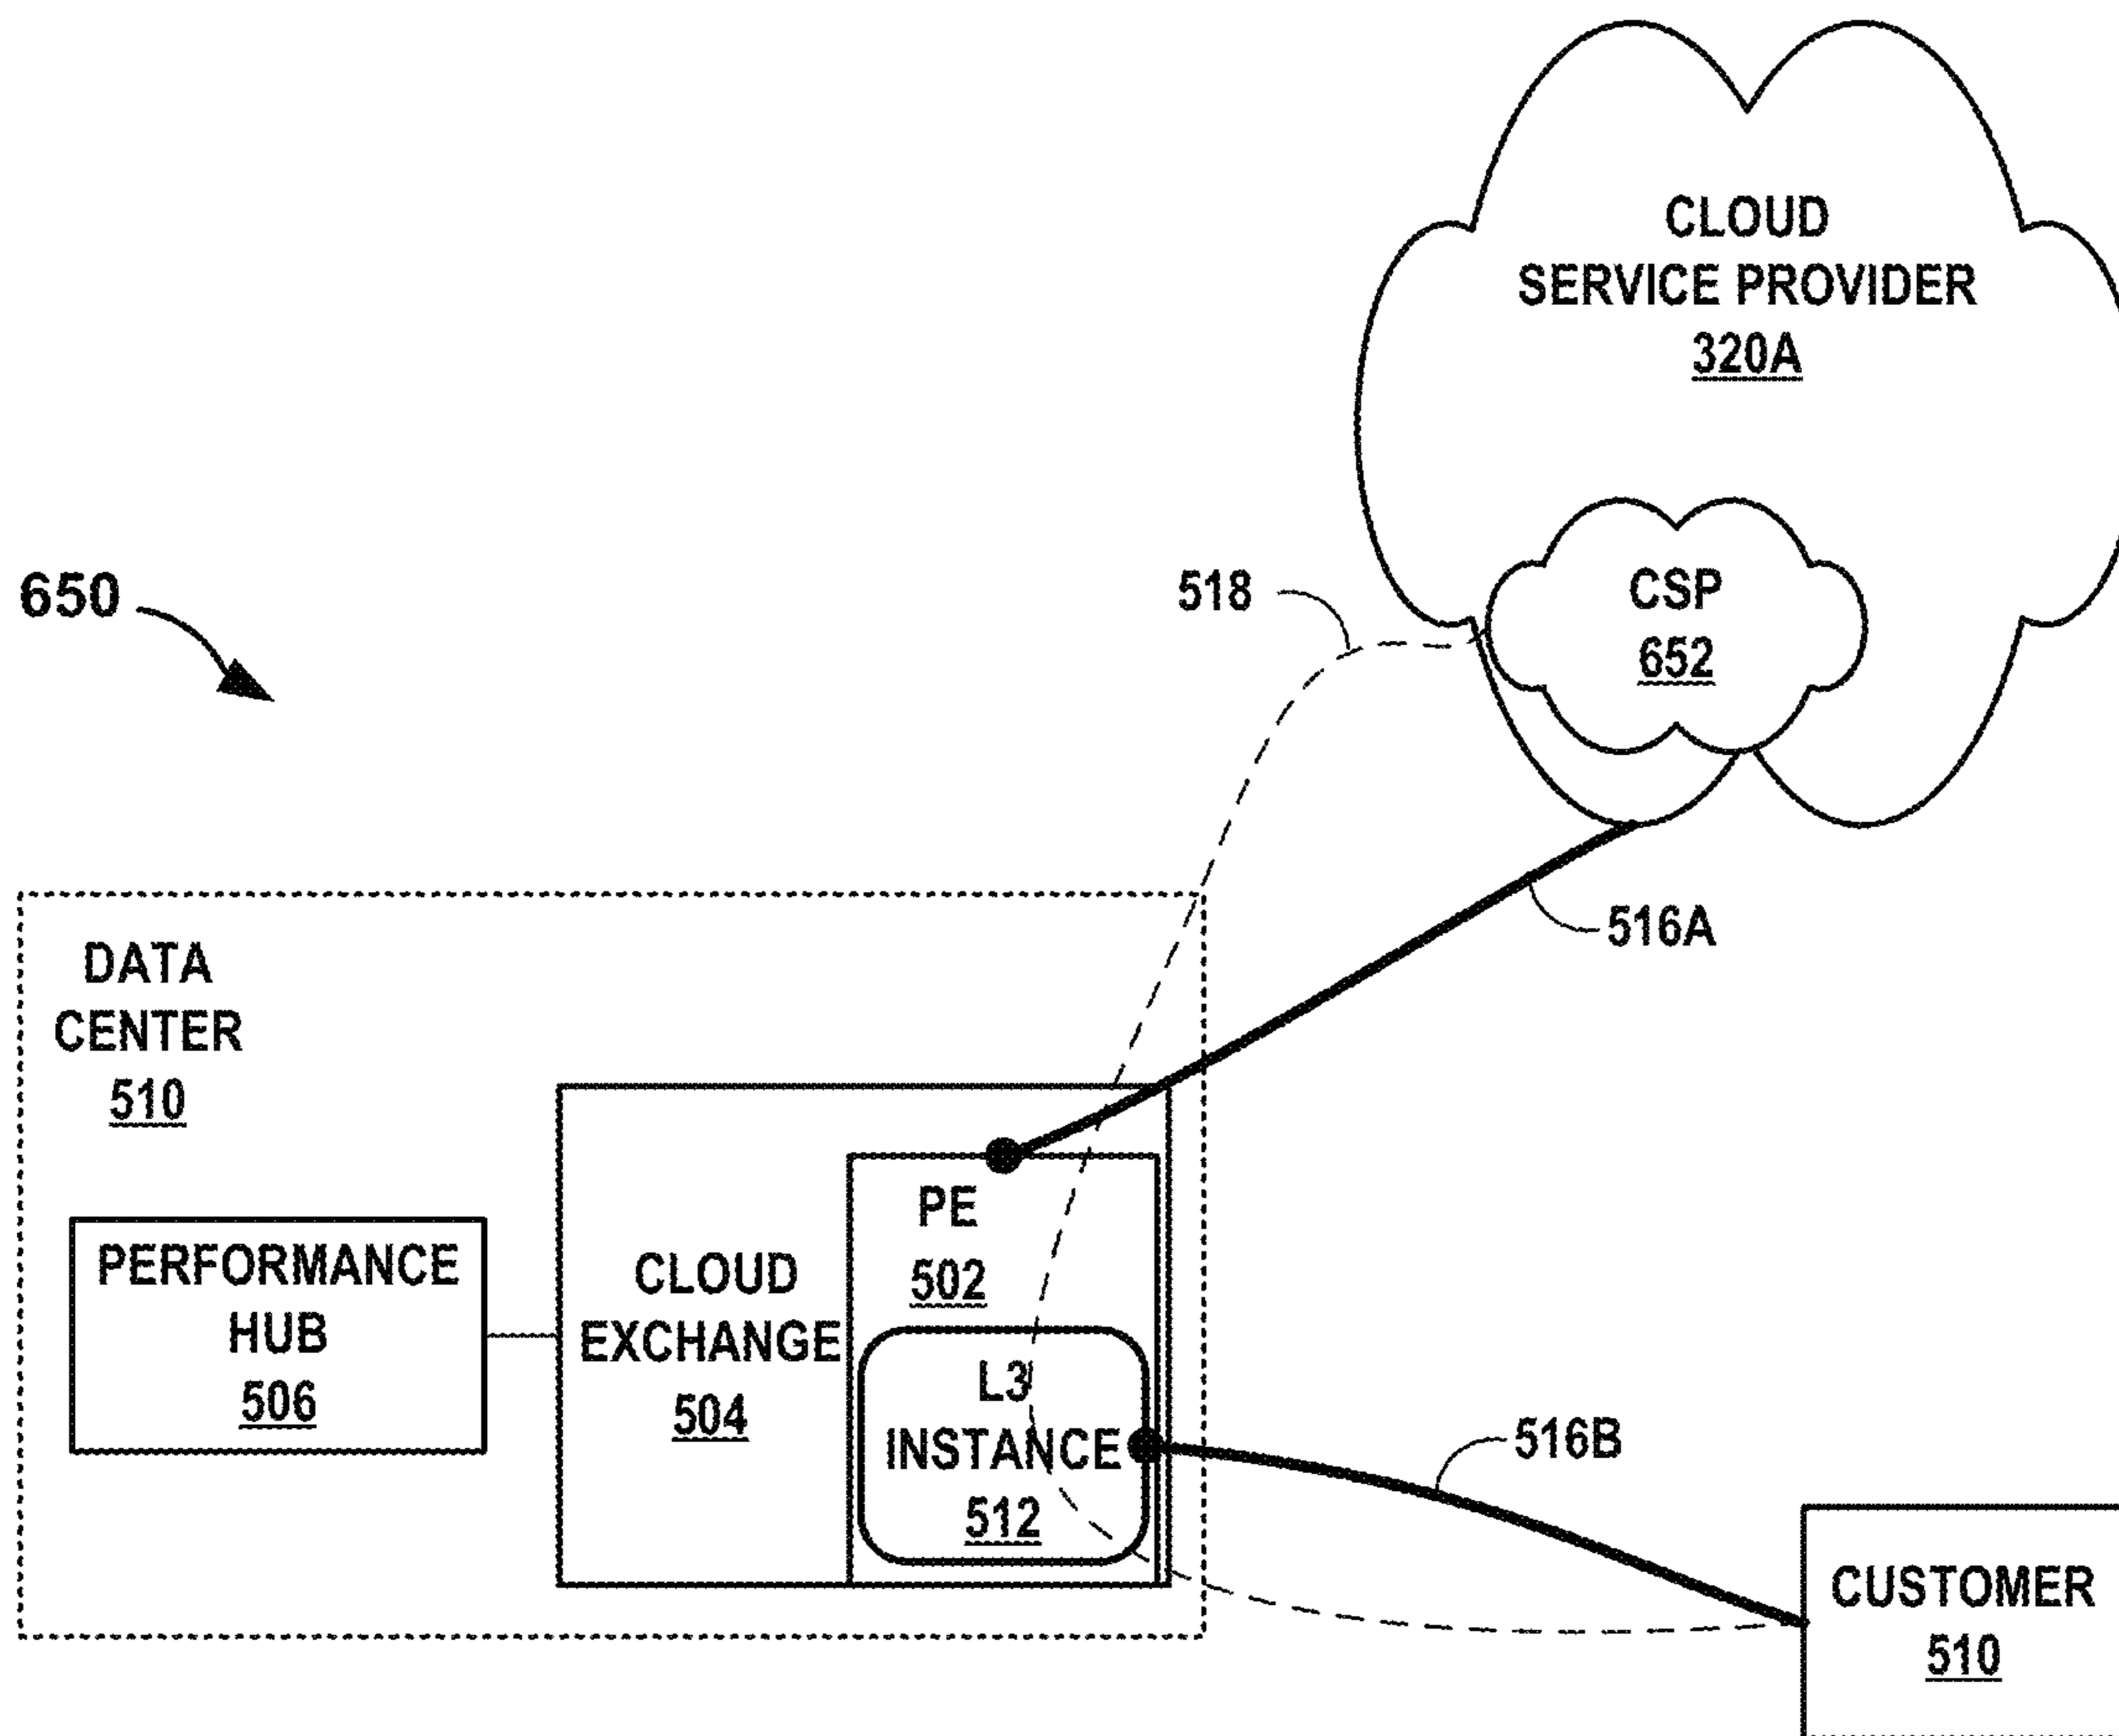 CLOUD
SERVICE PROVIDER
320A
CSP
652
518
650
516A
DATA
CENTER
510
PERFORMANCE
HUB
506
CLOUD
EXCHANGE
504
PE
502
L3
INSTANCE
512
516B
CUSTOMER
510